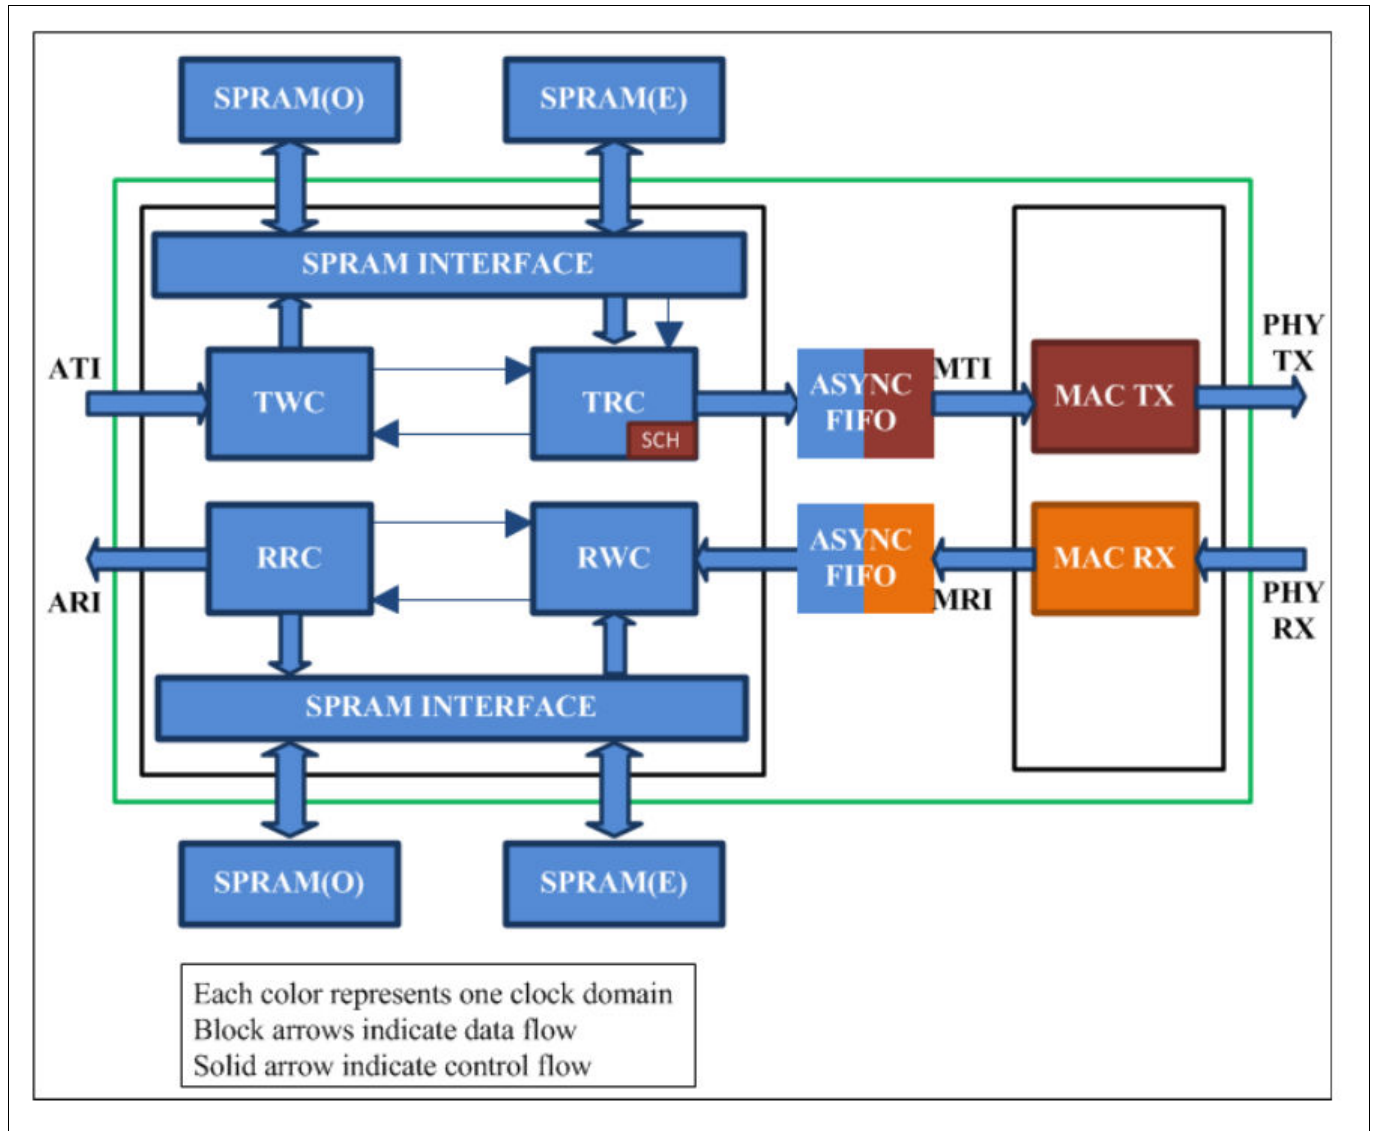 SPRAM(O)
SPRAM(E)
SPRAM INTERFACE
ATI
TWC
TRC
SCH
ASYNC
FIFO
MTI
MAC TX
PHY
TX
ARI
RRC
RWC
ASYNC
FIFO
MRI
MAC RX
PHY
RX
SPRAM INTERFACE
SPRAM(O)
SPRAM(E)
Each color represents one clock domain
Block arrows indicate data flow
Solid arrow indicate control flow